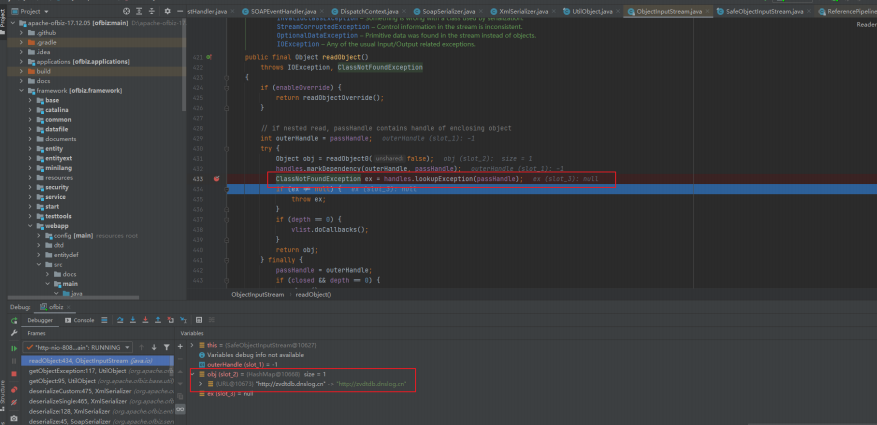 Project
stHandler.java
SOAPEventHandler.java
DispatchContext.java
SoapSerializer.java
XmlSerializer.java
UtilObject.java
ObjectInputStream.java
SafeObjectInputStream.java
ReferencePipeline
Project
apache-ofbiz-17.12.05 [ofbiz:main]
.github
.gradle
.idea
applications [ofbiz.applications]
build
docs
framework [ofbiz.framework]
base
catalina
common
datafile
documents
entity
entityext
minilang
resources
security
service
start
testtools
webapp
config [main] resources root
dtd
entitydef
src
docs
main
java
Reader
StreamCorruptedException – Control information in the stream is inconsistent.
OptionalDataException – Primitive data was found in the stream instead of objects.
IOException – Any of the usual Input/Output related exceptions.
421 public final Object readObject()
422 throws IOException, ClassNotFoundException
423 {
424 if (enableOverride) {
425 return readObjectOverride();
426 }
428 // if nested read, passHandle contains handle of enclosing object
429 int outerHandle = passHandle; outerHandle (slot_1): -1
430 try {
431 Object obj = readObject0( unshared: false); obj (slot_2): size = 1
432 handles.markDependency(outerHandle, passHandle); outerHandle (slot_1): -1
433 ClassNotFoundException ex = handles.lookupException(passHandle); ex (slot_3): null
434 if (ex ≠ null) { ex (slot_3): null
435 throw ex;
436 }
437 if (depth == 0) {
438 vlist.doCallbacks();
439 }
440 return obj;
441 } finally {
442 passHandle = outerHandle;
443 if (closed && depth == 0) {
ObjectInputStream
readObject()
Debug:
ofbiz
Debugger
Console
Frames
Variables
"http-nio-808...ain": RUNNING
readObject:434, ObjectInputStream (java.io)
getObjectException:117, UtilObject (org.apache.ofbiz
getObject:95, UtilObject (org.apache.ofbiz.base.util
deserializeCustom:475, XmlSerializer (org.apache.ofbi
deserializeSingle:465, XmlSerializer (org.apache.ofbiz
deserialize:128, XmlSerializer (org.apache.ofbiz.enti
deserialize:45, SoapSerializer (org.apache.ofbiz
this = {SafeObjectInputStream@10627}
Variables debug info not available
outerHandle (slot_1) = -1
obj (slot_2) = {HashMap@10668} size = 1
{URL@10673} "http://zvdtdb.dnslog.cn" -> "http://zvdtdb.dnslog.cn"
ex (slot_3) = null
Structure